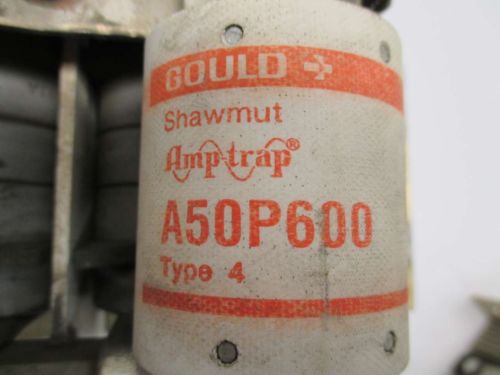 GOULD
Shawmut
Amp-trap®
A50P600
Type 4